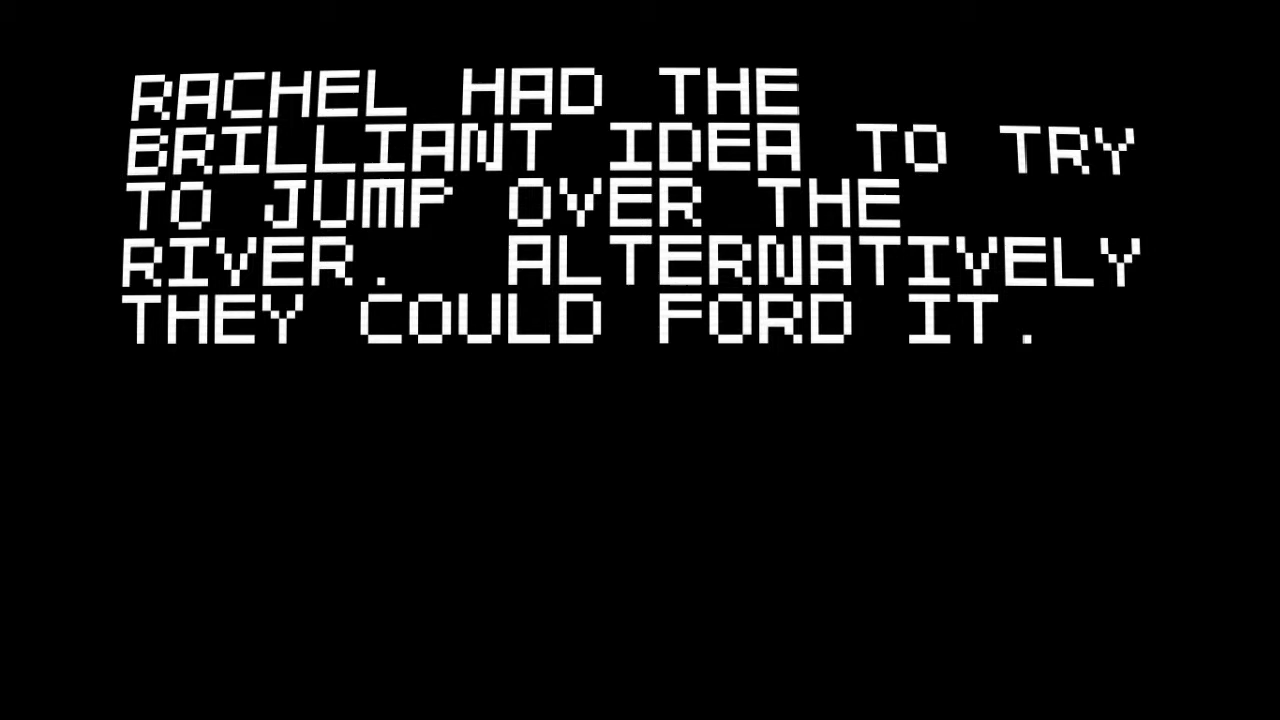 RACHEL HAD THE
BRILLIANT IDEA TO TRY
TO JUMP OVER THE
RIVER.  ALTERNATIVELY
THEY COULD FORD IT.